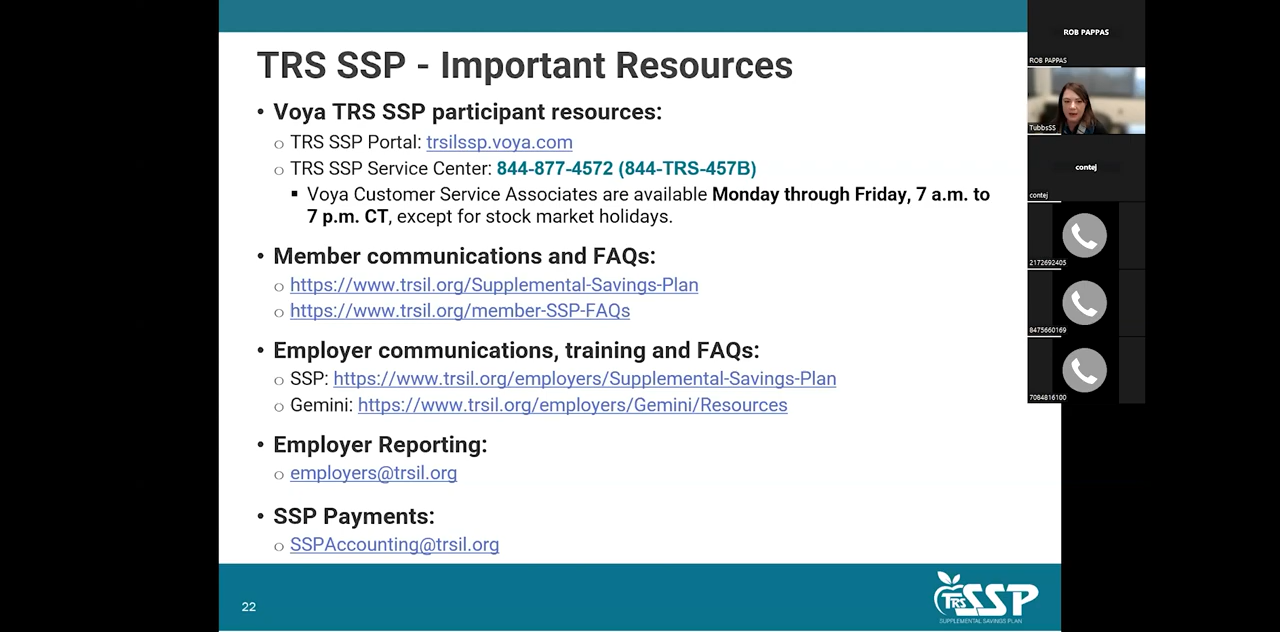 TRS SSP - Important Resources
• Voya TRS SSP participant resources:
o TRS SSP Portal: trsilssp.voya.com
o TRS SSP Service Center: 844-877-4572 (844-TRS-457B)
▪ Voya Customer Service Associates are available Monday through Friday, 7 a.m. to
7 p.m. CT, except for stock market holidays.
• Member communications and FAQs:
o https://www.trsil.org/Supplemental-Savings-Plan
o https://www.trsil.org/member-SSP-FAQs
• Employer communications, training and FAQs:
o SSP: https://www.trsil.org/employers/Supplemental-Savings-Plan
o Gemini: https://www.trsil.org/employers/Gemini/Resources
• Employer Reporting:
o employers@trsil.org
• SSP Payments:
o SSPAccounting@trsil.org
22
TRS SSP
SUPPLEMENTAL SAVINGS PLAN
ROB PAPPAS
ROB PAPPAS
TubbsSS
contej
contej
2172692405
8475660169
7084816100